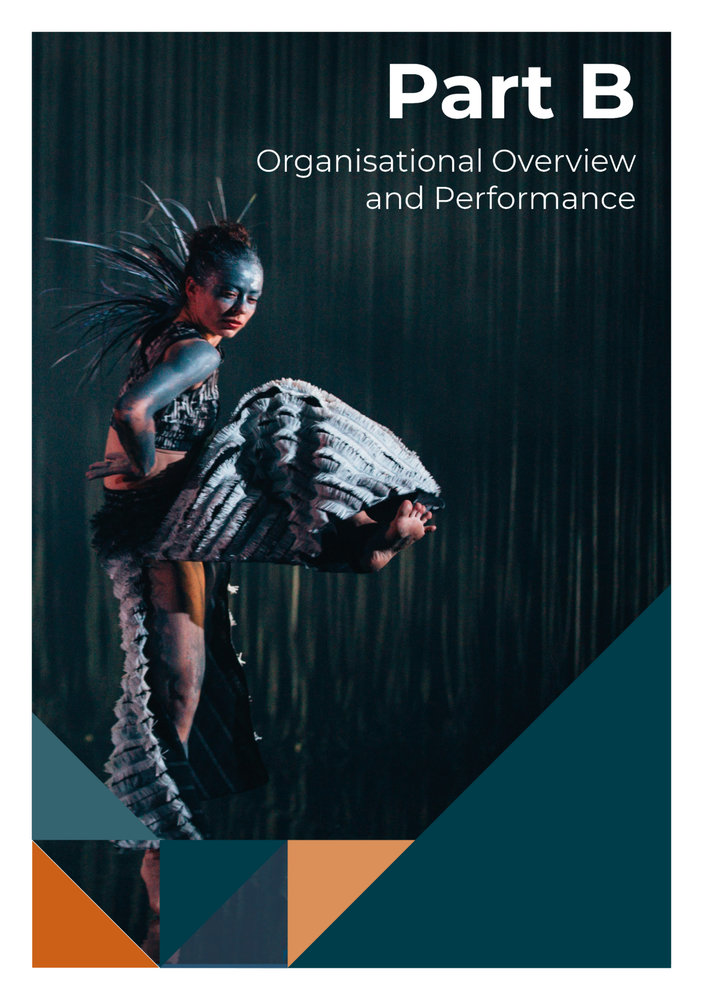 Part B
Organisational Overview
and Performance